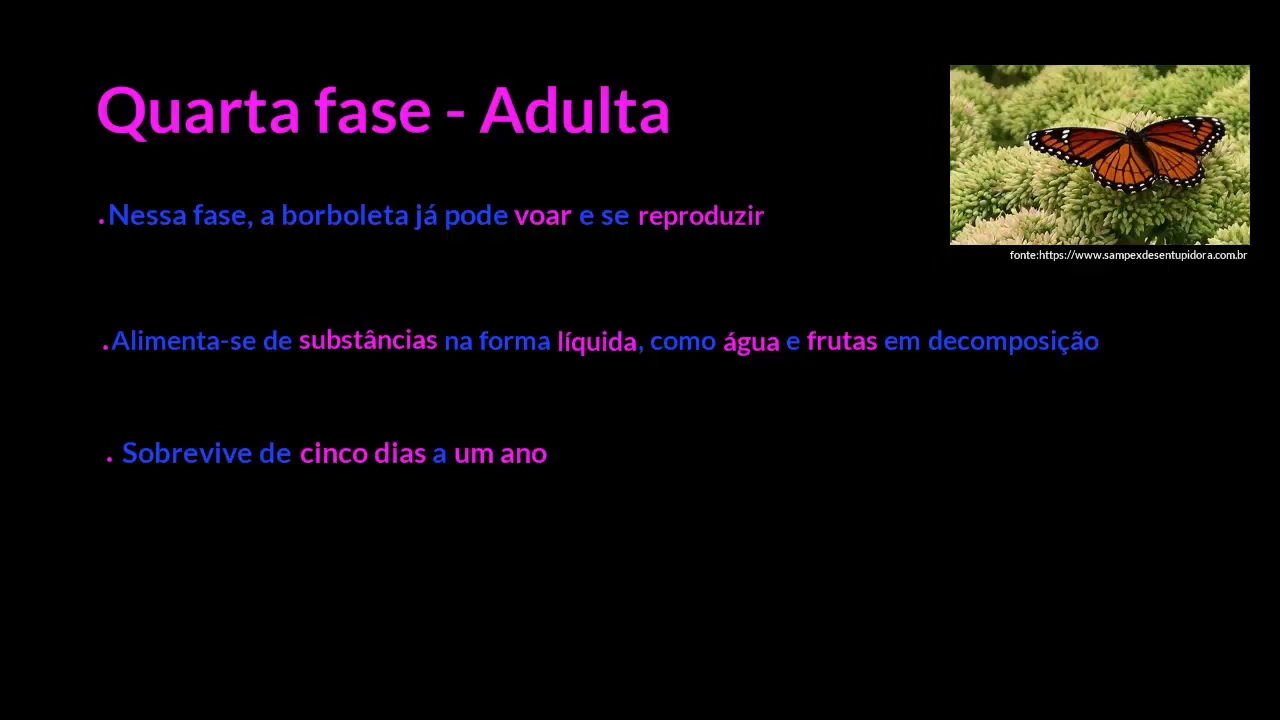 Quarta fase - Adulta
.Nessa fase, a borboleta já pode voar e se reproduzir
fonte:https://www.sampexdesentupidora.com.br
.Alimenta-se de substâncias na forma líquida, como água e frutas em decomposição
. Sobrevive de cinco dias a um ano